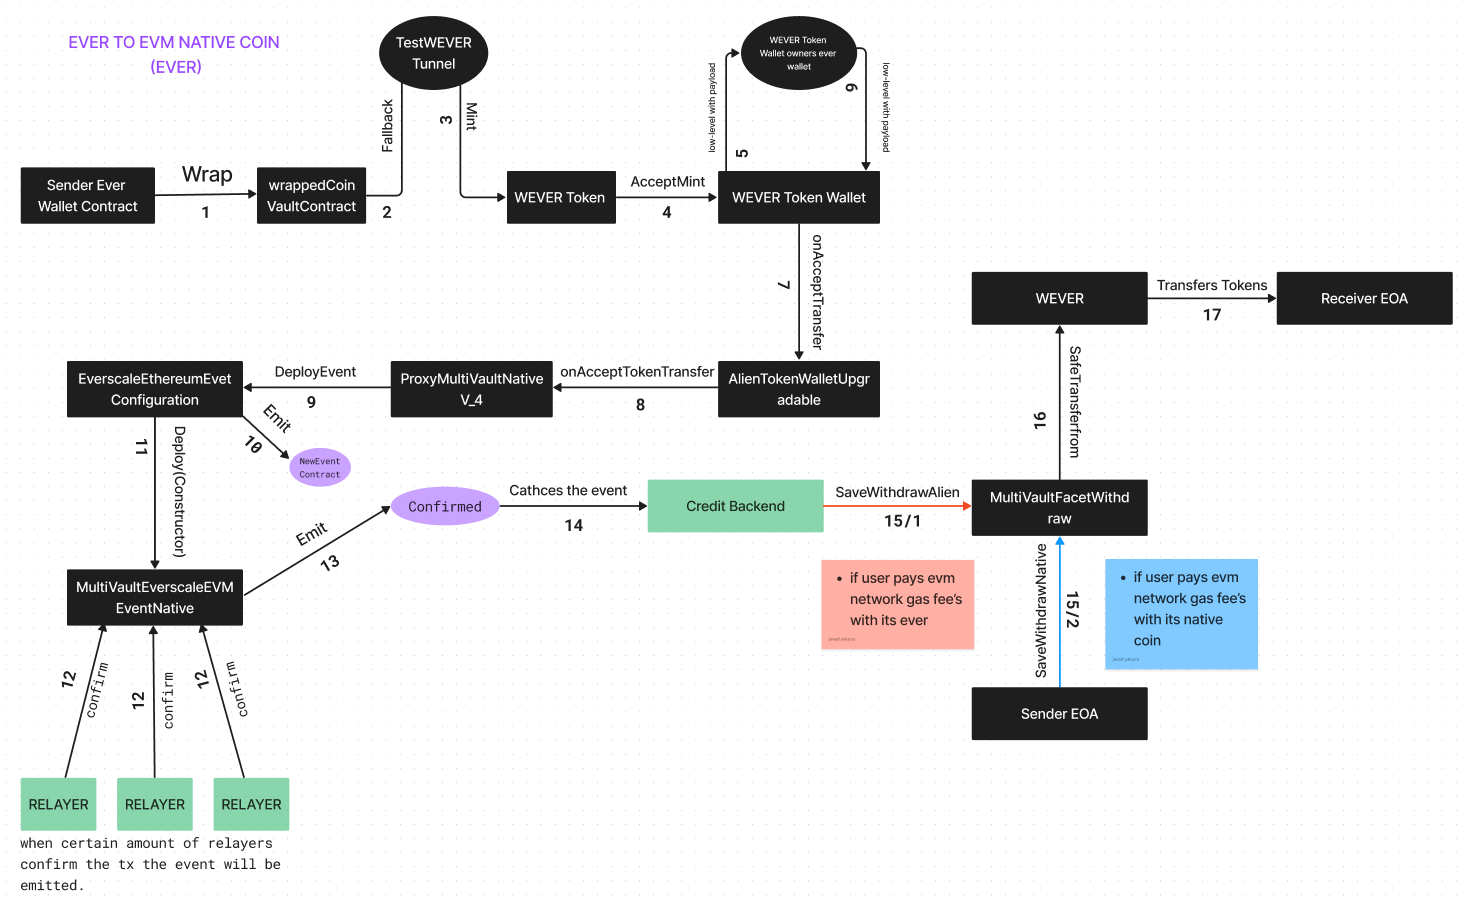 EVER TO EVM NATIVE COIN
(EVER)
TestWEVER
Tunnel
WEVER Token
Wallet owners ever
wallet
Fallback
3
Mint
low-level with payload
5
6
low-level with payload
Sender Ever
Wallet Contract
Wrap
1
wrappedCoin
VaultContract
2
WEVER Token
AcceptMint
4
WEVER Token Wallet
7
onAcceptTransfer
WEVER
Transfers Tokens
17
Receiver EOA
EverscaleEthereumEvet
Configuration
DeployEvent
9
ProxyMultiVaultNative
V_4
onAcceptTokenTransfer
8
AlienTokenWalletUpgr
adable
16
SafeTransferfrom
Emit
10
NewEvent
Contract
11
Deploy(Constructor)
Confirmed
Cathces the event
14
Credit Backend
SaveWithdrawAlien
15/1
MultiVaultFacetWithd
raw
Emit
13
MultiVaultEverscaleEVM
EventNative
• if user pays evm
network gas fee's
with its ever
SaveWithdrawNative
15/2
• if user pays evm
network gas fee's
with its native
coin
12
confirm
12
confirm
12
confirm
Sender EOA
RELAYER
RELAYER
RELAYER
when certain amount of relayers
confirm the tx the event will be
emitted.